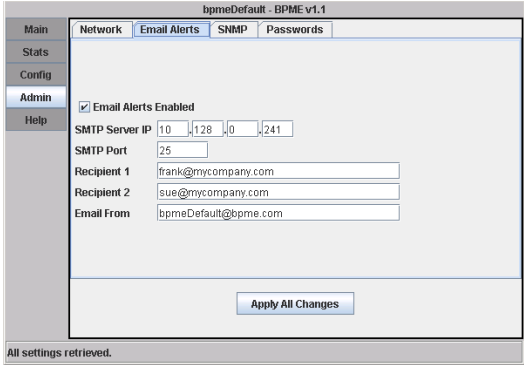 bpmeDefault - BPME v1.1
Main
Stats
Config
Admin
Help
Network Email Alerts SNMP Passwords
Email Alerts Enabled
SMTP Server IP 10 . 128 . 0 . 241
SMTP Port 25
Recipient 1 frank@mycompany.com
Recipient 2 sue@mycompany.com
Email From bpmeDefault@bpme.com
Apply All Changes
All settings retrieved.